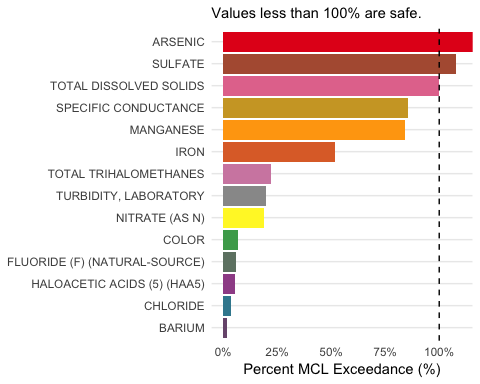 Values less than 100% are safe.
ARSENIC
SULFATE
TOTAL DISSOLVED SOLIDS
SPECIFIC CONDUCTANCE
MANGANESE
IRON
TOTAL TRIHALOMETHANES
TURBIDITY, LABORATORY
NITRATE (AS N)
COLOR
FLUORIDE (F) (NATURAL-SOURCE)
HALOACETIC ACIDS (5) (HAA5)
CHLORIDE
BARIUM
0% 25% 50% 75% 100%
Percent MCL Exceedance (%)